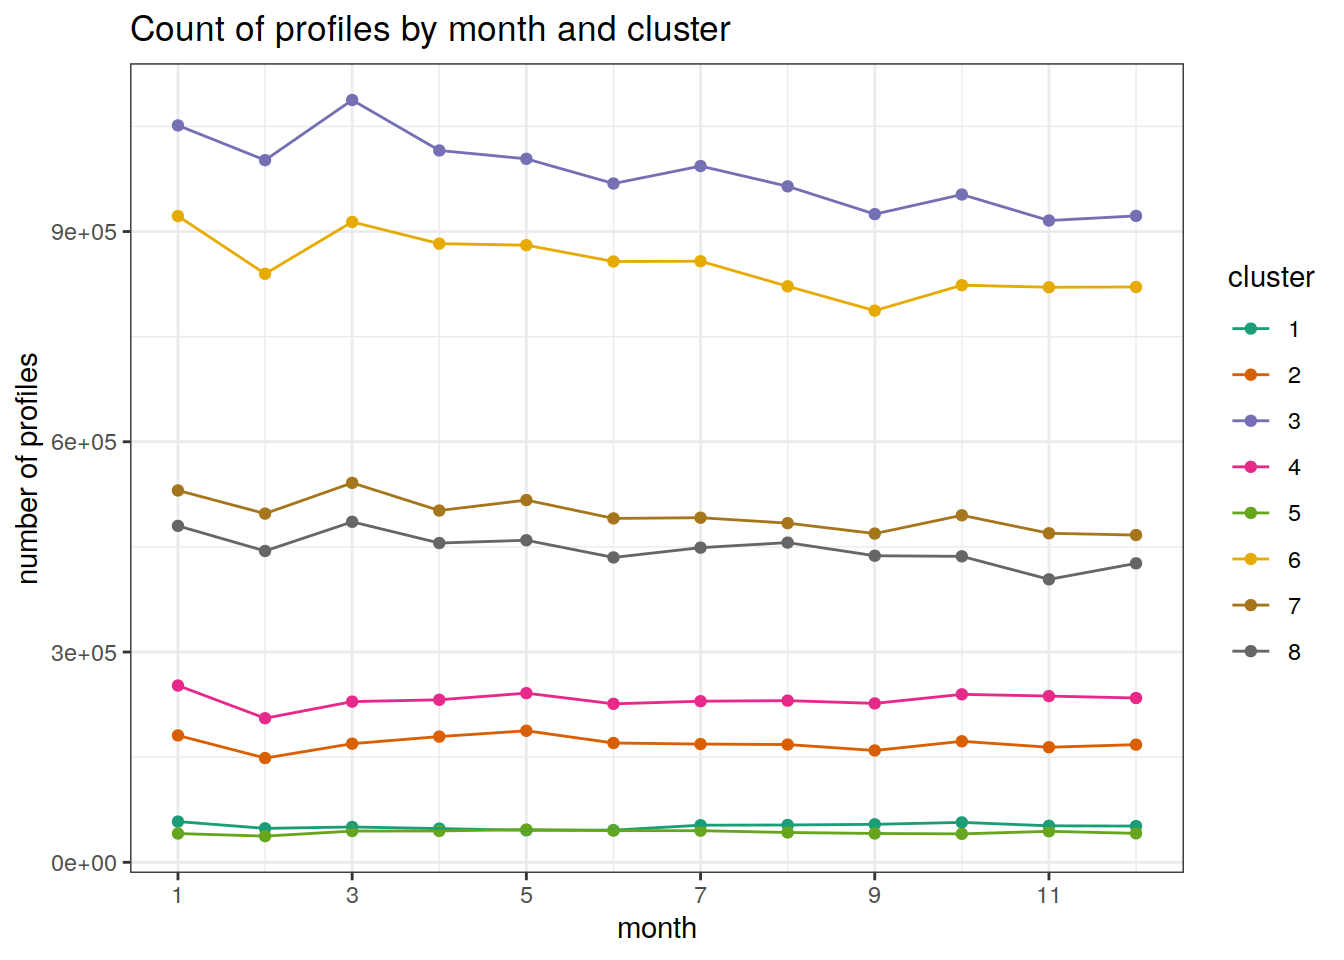 Count of profiles by month and cluster
number of profiles
9e+05
6e+05
3e+05
0e+00
1 3 5 7 9 11
month
cluster
1
2
3
4
5
6
7
8